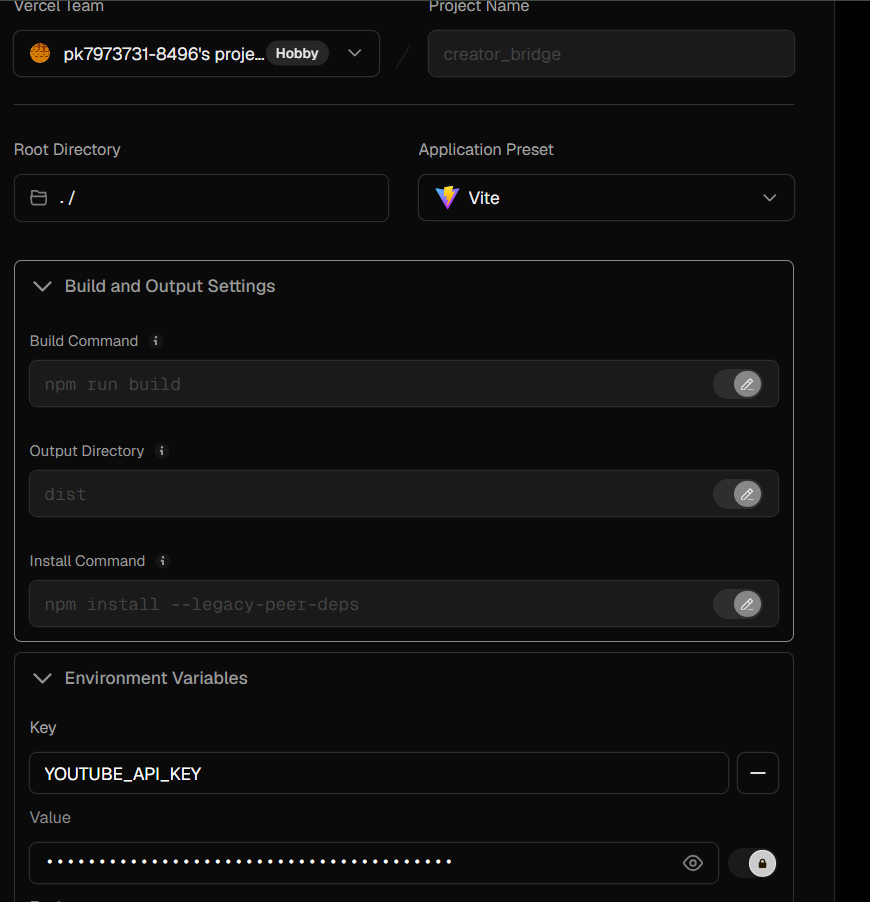 Vercel Team
Project Name
pk7973731-8496's proje...
Hobby
creator_bridge
Root Directory
Application Preset
./
Vite
Build and Output Settings
Build Command
npm run build
Output Directory
dist
Install Command
npm install --legacy-peer-deps
Environment Variables
Key
YOUTUBE_API_KEY
Value